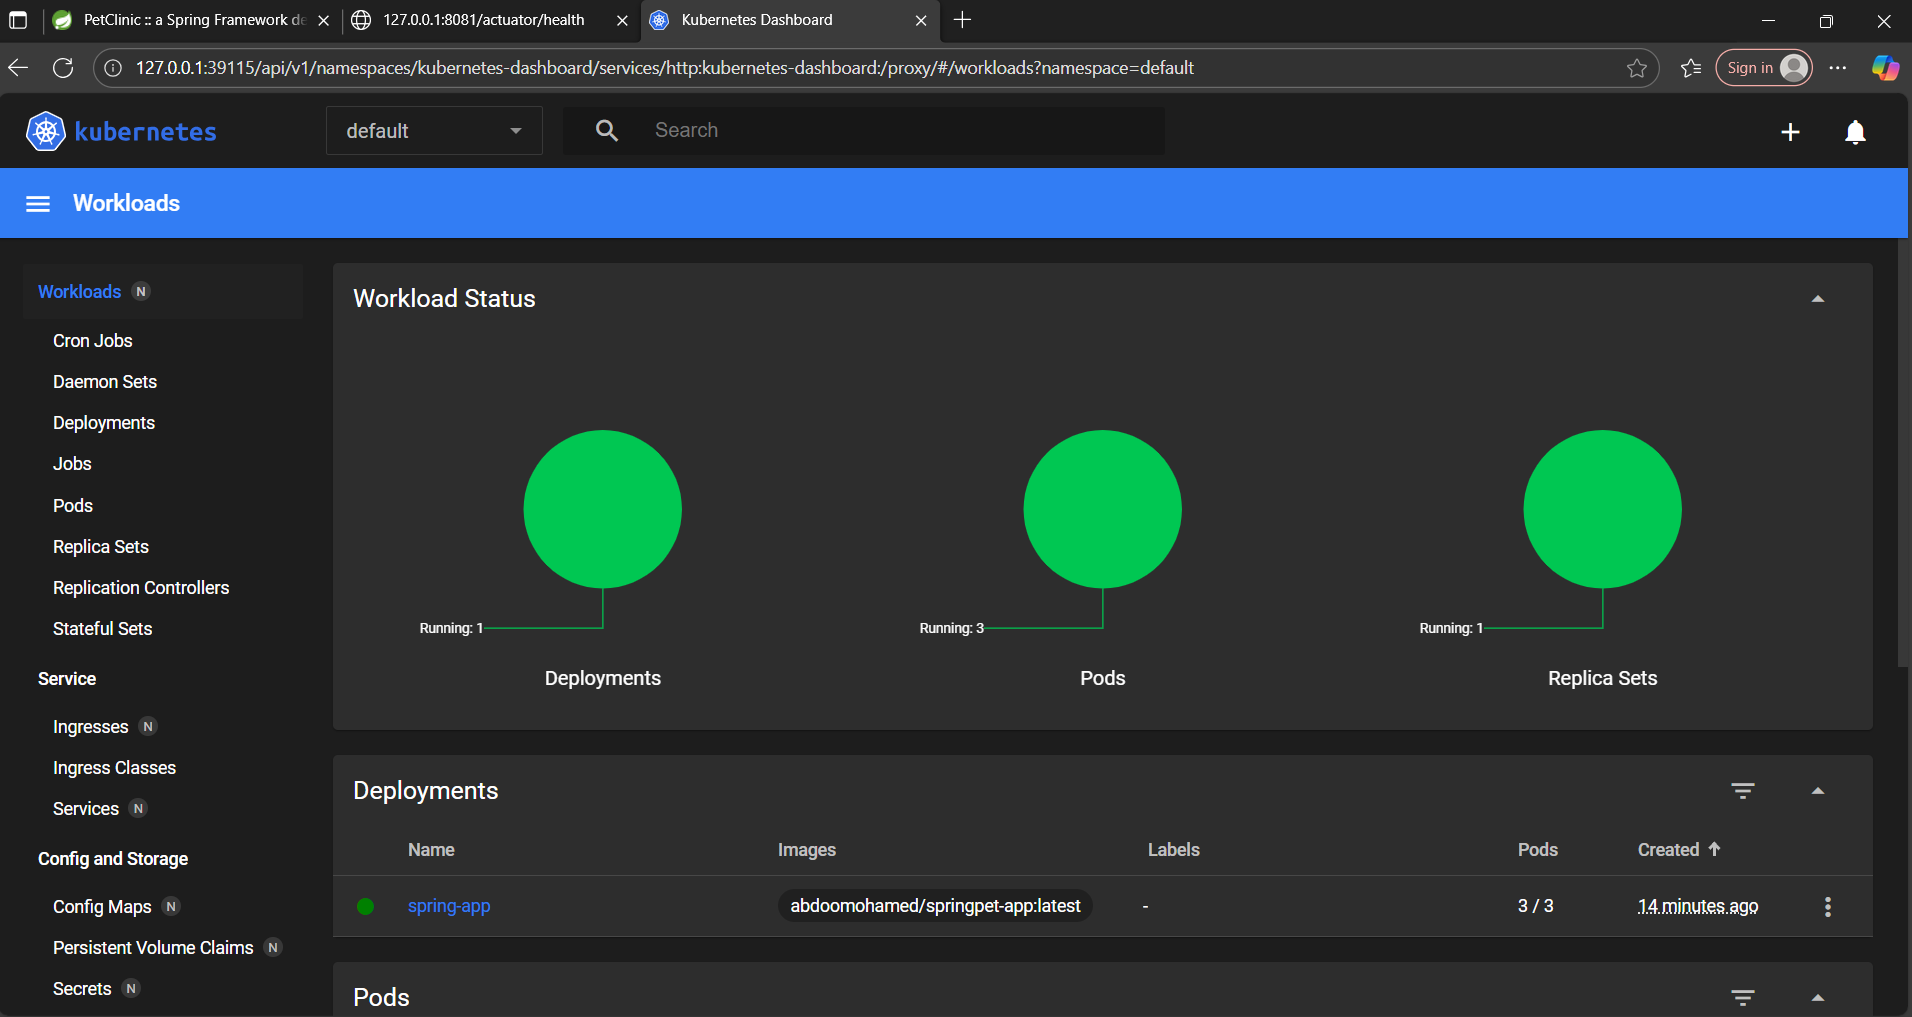 PetClinic :: a Spring Framework de
127.0.0.1:8081/actuator/health
Kubernetes Dashboard
127.0.0.1:39115/api/v1/namespaces/kubernetes-dashboard/services/http:kubernetes-dashboard:/proxy/#/workloads?namespace=default
Sign in
kubernetes
default
Search
Workloads
Workloads N
Cron Jobs
Daemon Sets
Deployments
Jobs
Pods
Replica Sets
Replication Controllers
Stateful Sets
Service
Ingresses N
Ingress Classes
Services N
Config and Storage
Config Maps N
Persistent Volume Claims N
Secrets N
Workload Status
Running: 1
Deployments
Running: 3
Pods
Running: 1
Replica Sets
Deployments
Name Images Labels Pods Created
spring-app abdoomohamed/springpet-app:latest - 3 / 3 14 minutes ago
Pods